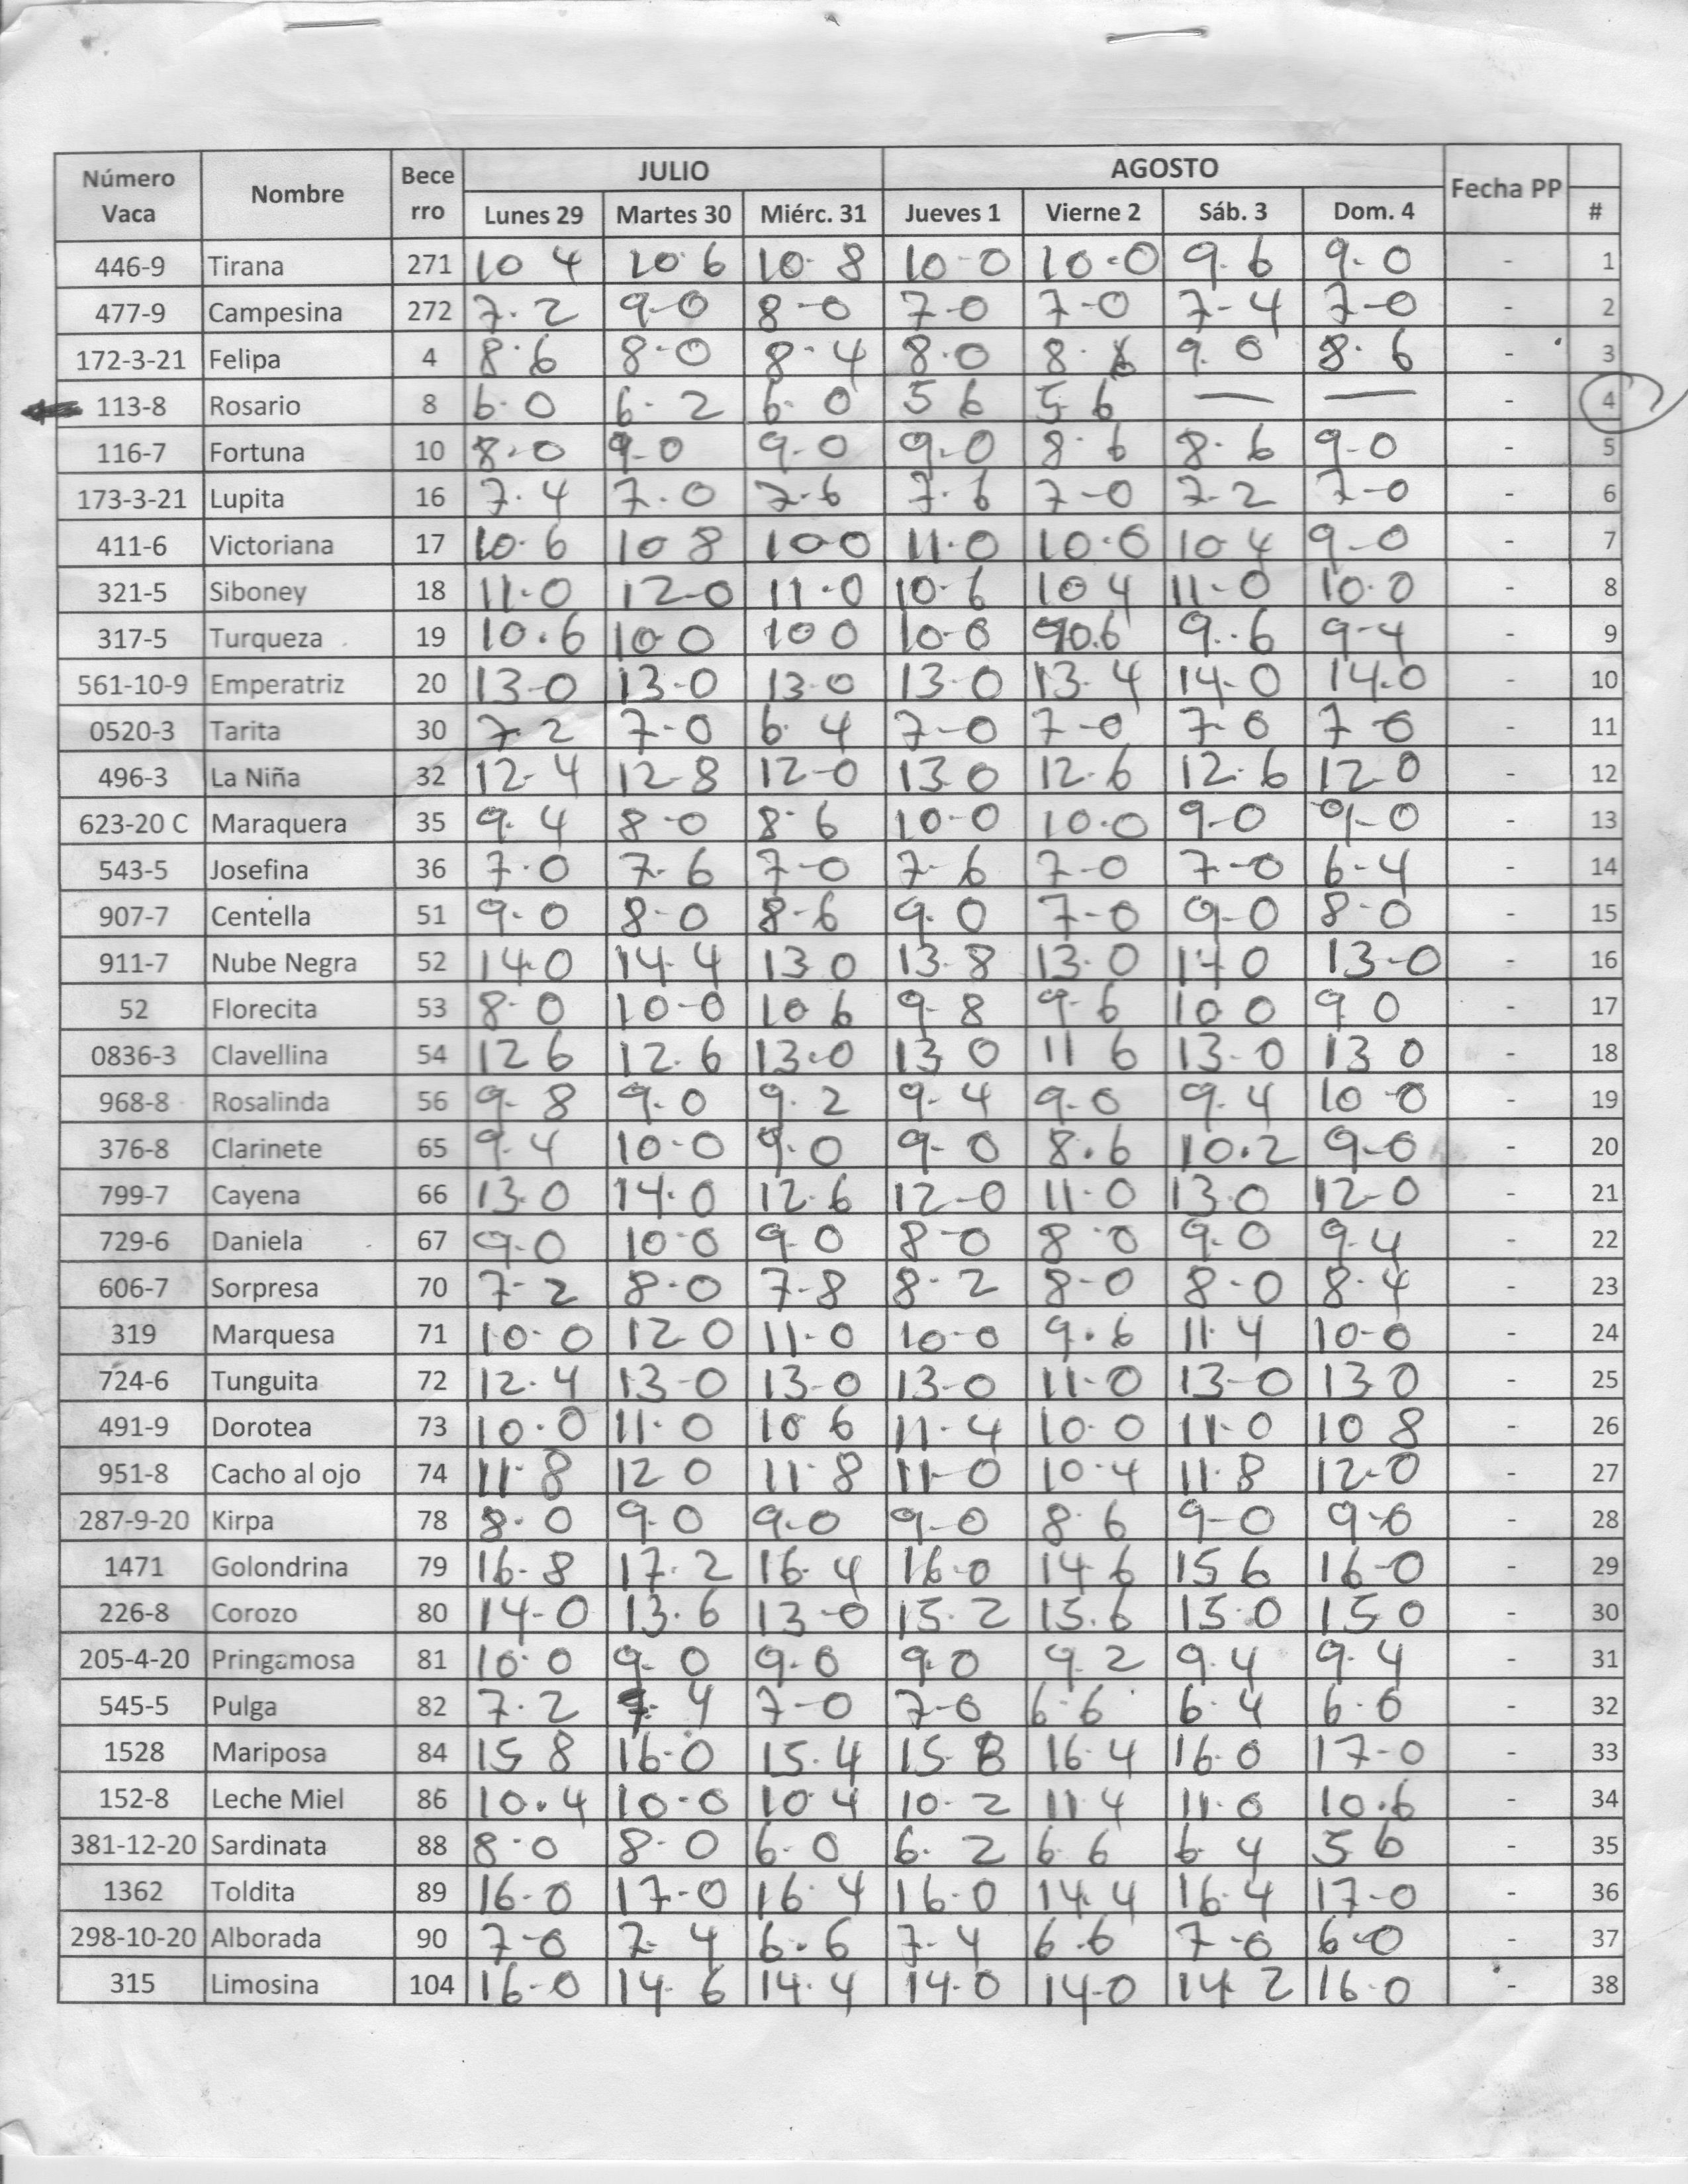 Número Vaca Nombre Bece rro JULIO AGOSTO Fecha PP
Lunes 29 Martes 30 Miérc. 31 Jueves 1 Vierne 2 Sáb. 3 Dom. 4 #
446-9 Tirana 271 10 4 10.6 10.8 10-0 10.0 9.6 9.0 - 1
477-9 Campesina 272 7.2 9-0 8-0 7-0 7-0 7-4 7-0 - 2
172-3-21 Felipa 4 8.6 8.0 8.4 8.0 8. 9.0 8.6 - 3
113-8 Rosario 8 6.0 6.2 6.0 5 6 5.6 — — - 4
116-7 Fortuna 10 8.0 9.0 9.0 9.0 8.6 8.6 9-0 - 5
173-3-21 Lupita 16 7.4 7.0 7.6 7.6 7-0 7.2 7-0 - 6
411-6 Victoriana 17 10.6 10 8 10-0 11.0 10.0 10 4 9-0 - 7
321-5 Siboney 18 11.0 12-0 11.0 10.6 10 4 11-0 10.0 - 8
317-5 Turqueza 19 10.6 10-0 10 0 10-0 9.6 9-4 - 9
561-10-9 Emperatriz 20 13-0 13-0 13-0 13 0 13.4 14-0 14.0 - 10
0520-3 Tarita 30 7.2 7-0 6.4 7-0 7-0 7-0 7-0 - 11
496-3 La Niña 32 12-4 12-8 12-0 13 0 12.6 12.6 12-0 - 12
623-20 C Maraquera 35 9.4 8-0 8.6 10-0 10.0 9-0 9-0 - 13
543-5 Josefina 36 7.0 7.6 7-0 7-6 7-0 7-0 6-4 - 14
907-7 Centella 51 9-0 8-0 8-6 9.0 7-0 9-0 8-0 - 15
911-7 Nube Negra 52 14.0 14.4 13 0 13.8 13.0 14 0 13-0 - 16
52 Florecita 53 8.0 10-0 10 6 9-8 9-6 10 0 9 0 - 17
0836-3 Clavellina 54 12 6 12.6 13.0 13 0 11 6 13-0 13 0 - 18
968-8 Rosalinda 56 9-8 9.0 9.2 9-4 9.0 9.4 10-0 - 19
376-8 Clarinete 65 9.4 10-0 9.0 9-0 8.6 10.2 9-0 - 20
799-7 Cayena 66 13.0 14.0 12.6 12-0 11.0 13.0 12-0 - 21
729-6 Daniela 67 9-0 10-0 9.0 8-0 8.0 9.0 9.4 - 22
606-7 Sorpresa 70 7-2 8.0 7-8 8.2 8-0 8-0 8.4 - 23
319 Marquesa 71 10-0 12 0 11-0 10-0 9.6 11.4 10-0 - 24
724-6 Tunguita 72 12.4 13-0 13-0 13-0 11-0 13-0 13 0 - 25
491-9 Dorotea 73 10.0 11.0 10 6 11.4 10.0 11.0 10 8 - 26
951-8 Cacho al ojo 74 11.8 12 0 11.8 11-0 10.4 11.8 12-0 - 27
287-9-20 Kirpa 78 8.0 9.0 9.0 9-0 8.6 9-0 9-0 - 28
1471 Golondrina 79 16-8 17.2 16.4 16.0 14 6 15 6 16-0 - 29
226-8 Corozo 80 14-0 13.6 13-0 15.2 15.6 15.0 15 0 - 30
205-4-20 Pringamosa 81 10.0 9-0 9.0 9.0 9.2 9.4 9.4 - 31
545-5 Pulga 82 7.2 7.4 7-0 7-0 6.6 6.4 6.0 - 32
1528 Mariposa 84 15 8 16-0 15.4 15-8 16.4 16.0 17-0 - 33
152-8 Leche Miel 86 10.4 10-0 10 4 10.2 11 4 11.0 10.6 - 34
381-12-20 Sardinata 88 8.0 8.0 6.0 6.2 6.6 6.4 5 6 - 35
1362 Toldita 89 16-0 17-0 16.4 16.0 14.4 16.4 17-0 - 36
298-10-20 Alborada 90 7-0 7-4 6.6 7-4 6.6 7-0 6-0 - 37
315 Limosina 104 16-0 14.6 14.4 14.0 14-0 14.2 16.0 - 38